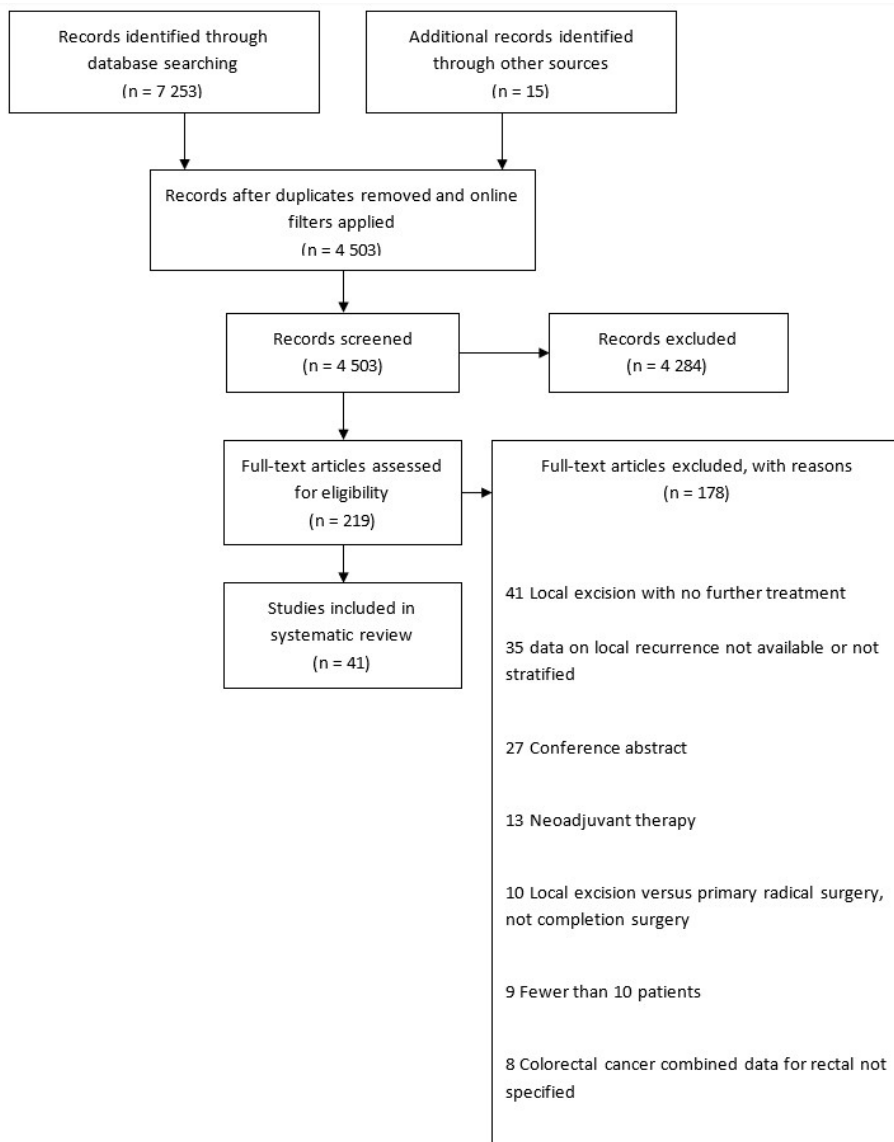 Records identified through
database searching
(n = 7 253)
Additional records identified
through other sources
(n = 15)
Records after duplicates removed and online
filters applied
(n = 4 503)
Records screened
(n = 4 503)
Records excluded
(n = 4 284)
Full-text articles assessed
for eligibility
(n = 219)
Full-text articles excluded, with reasons
(n = 178)
41 Local excision with no further treatment
35 data on local recurrence not available or not
stratified
27 Conference abstract
13 Neoadjuvant therapy
10 Local excision versus primary radical surgery,
not completion surgery
9 Fewer than 10 patients
8 Colorectal cancer combined data for rectal not
specified
Studies included in
systematic review
(n = 41)